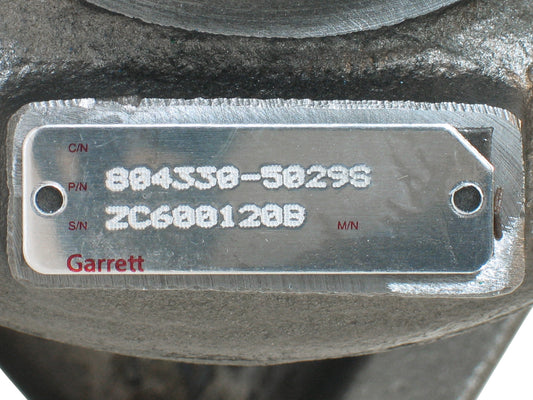 C/N
P/N 804330-5029S
S/N ZC600120B M/N
Garrett